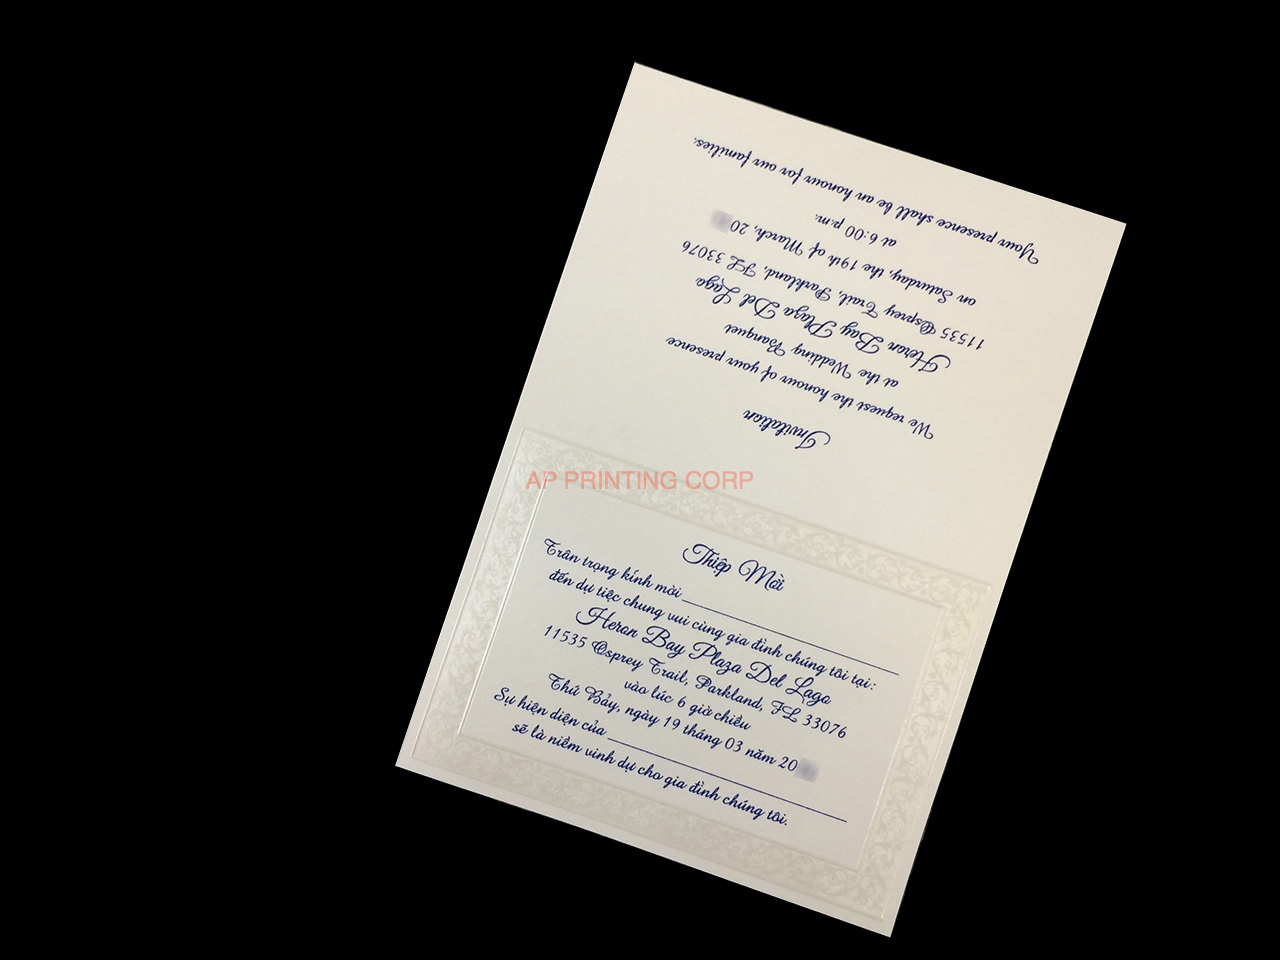 Invitation
We request the honour of your presence
at the Wedding Banquet
Heron Bay Plaza Del Lago
11535 Osprey Trail, Parkland, FL 33076
on Saturday, the 19th of March, 20
at 6:00 p.m.
Your presence shall be an honour for our families.
AP PRINTING CORP
Thiệp Mời
Trân trọng kính mời
đến dự tiệc chung vui cùng gia đình chúng tôi tại:
Heron Bay Plaza Del Lago
11535 Osprey Trail, Parkland, FL 33076
vào lúc 6 giờ chiều
Thứ Bảy, ngày 19 tháng 03 năm 20
Sự hiện diện của
sẽ là niềm vinh dự cho gia đình chúng tôi.